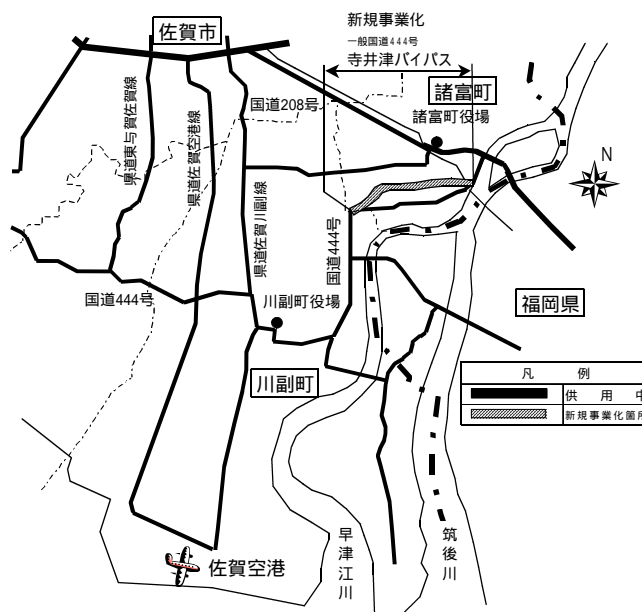 新規事業化
一般国道444号
寺井津バイパス
佐賀市
諸富町
諸富町役場
国道208号
県道東与賀佐賀線
県道佐賀空港線
県道佐賀川副線
国道444号
N
国道444号
川副町役場
福岡県
川副町
凡 例
供 用 中
新規事業化箇所
早津江川
筑後川
佐賀空港